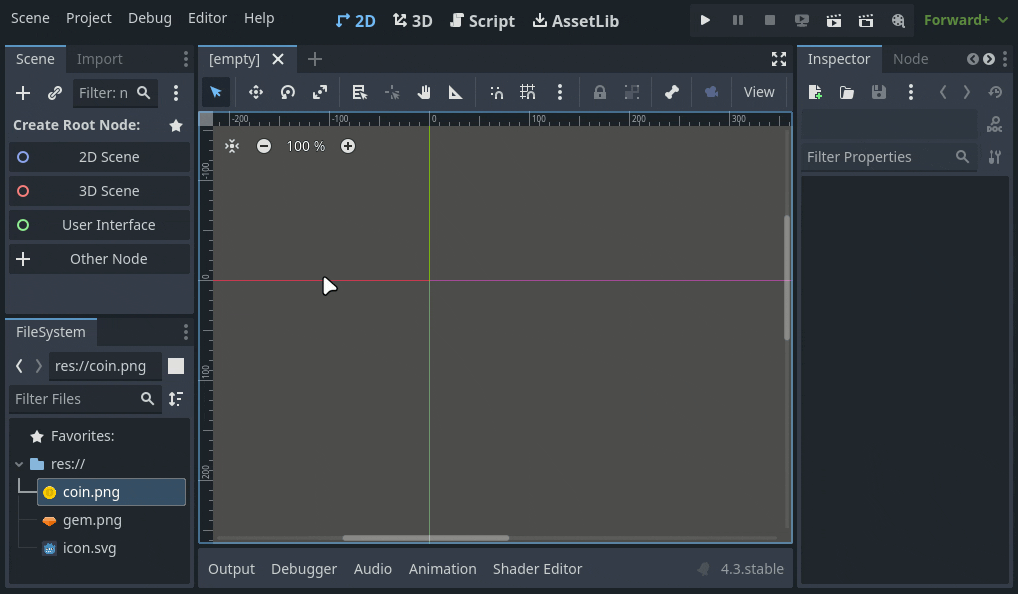 Scene Project Debug Editor Help 2D 3D Script AssetLib Forward+
Scene Import [empty] Inspector Node
Filter: n View
Create Root Node:
2D Scene
3D Scene
User Interface
Other Node
-200 -100 0 100 200 300
100 %
-100
0
100
200
DOC
Filter Properties
FileSystem
res://coin.png
Filter Files
Favorites:
res://
coin.png
gem.png
icon.svg
Output Debugger Audio Animation Shader Editor 4.3.stable